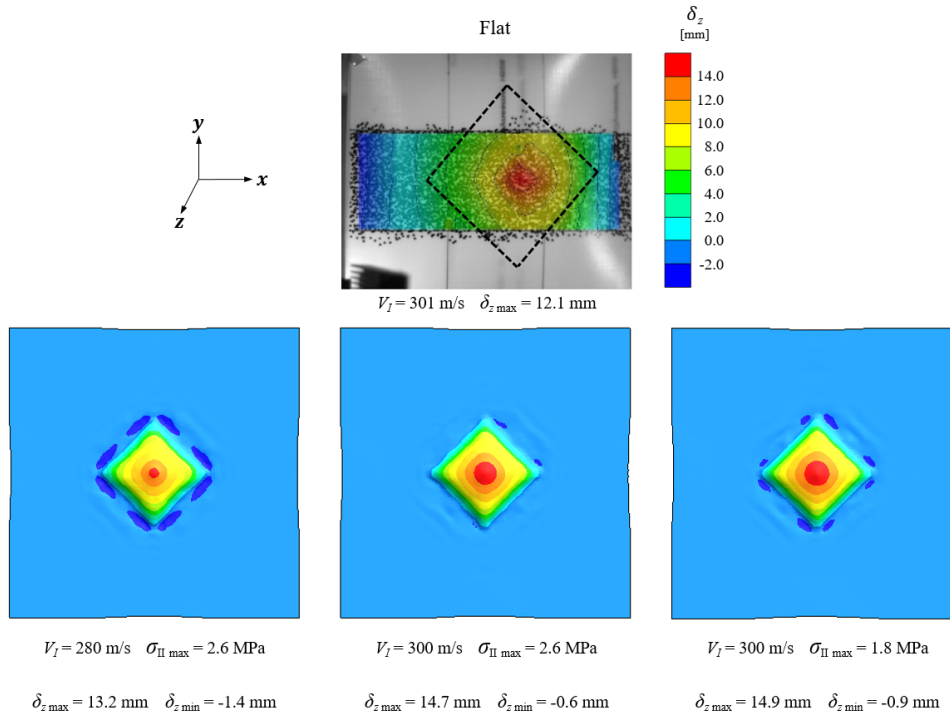 Flat
δz
[mm]
14.0
12.0
10.0
8.0
6.0
4.0
2.0
0.0
-2.0
y
x
z
VI = 301 m/s δz max = 12.1 mm
VI = 280 m/s σII max = 2.6 MPa
δz max = 13.2 mm δz min = -1.4 mm
VI = 300 m/s σII max = 2.6 MPa
δz max = 14.7 mm δz min = -0.6 mm
VI = 300 m/s σII max = 1.8 MPa
δz max = 14.9 mm δz min = -0.9 mm